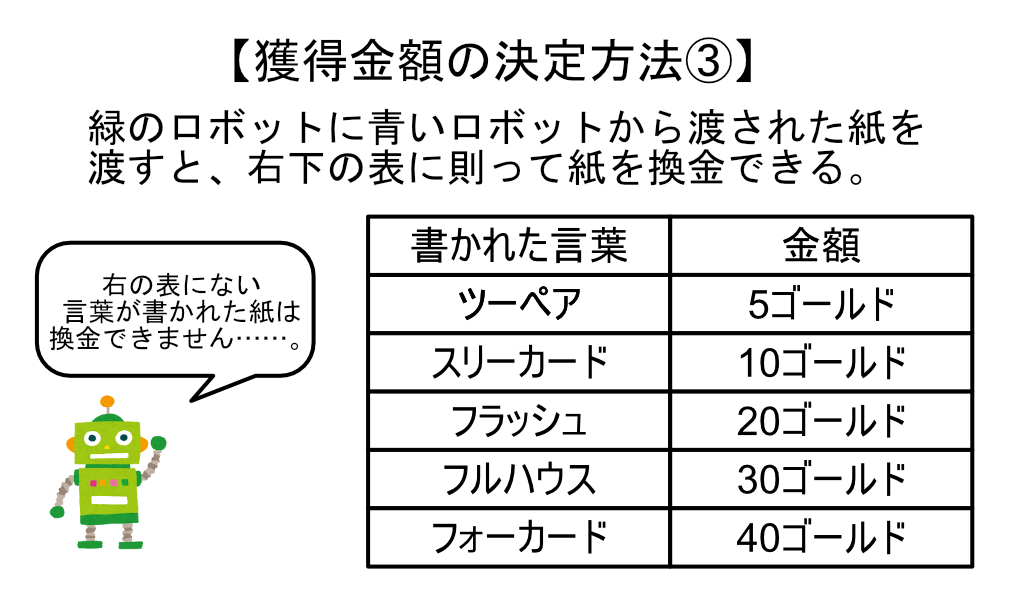 【獲得金額の決定方法③】
緑のロボットに青いロボットから渡された紙を
渡すと、右下の表に則って紙を換金できる。
右の表にない
言葉が書かれた紙は
換金できません……。
書かれた言葉 金額
ツーペア 5ゴールド
スリーカード 10ゴールド
フラッシュ 20ゴールド
フルハウス 30ゴールド
フォーカード 40ゴールド